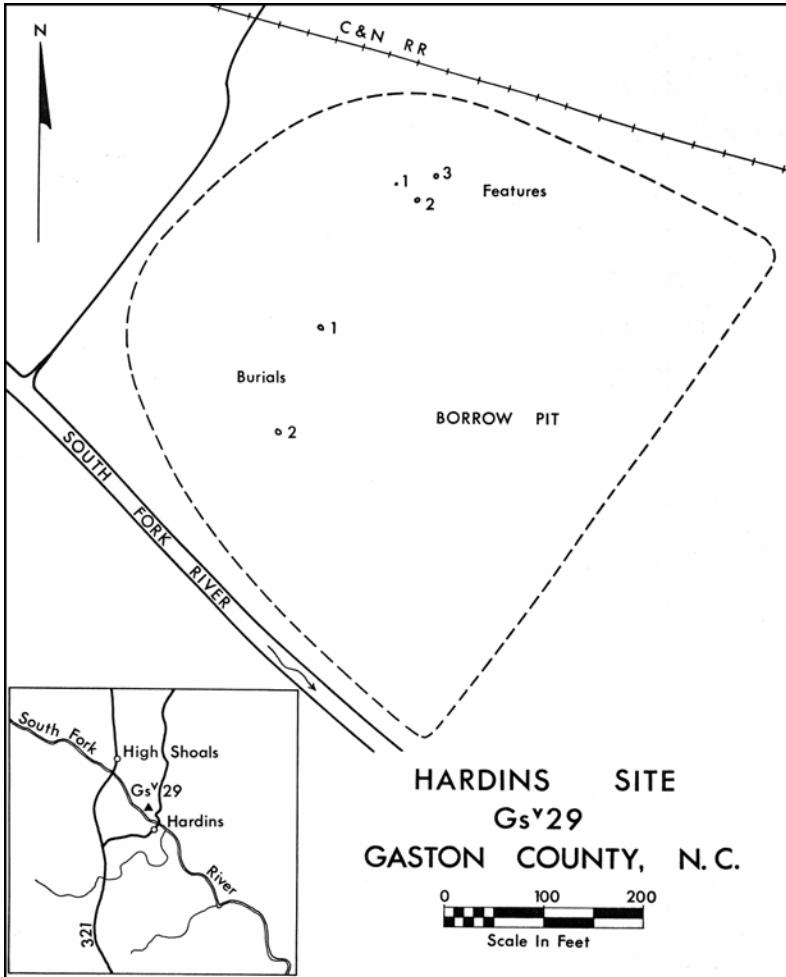 N
C&N RR
1
3
2
Features
1
Burials
2
BORROW PIT
SOUTH FORK RIVER
South Fork
High Shoals
Gsv29
Hardins
River
321
HARDINS SITE
Gsv29
GASTON COUNTY, N.C.
0 100 200
Scale In Feet